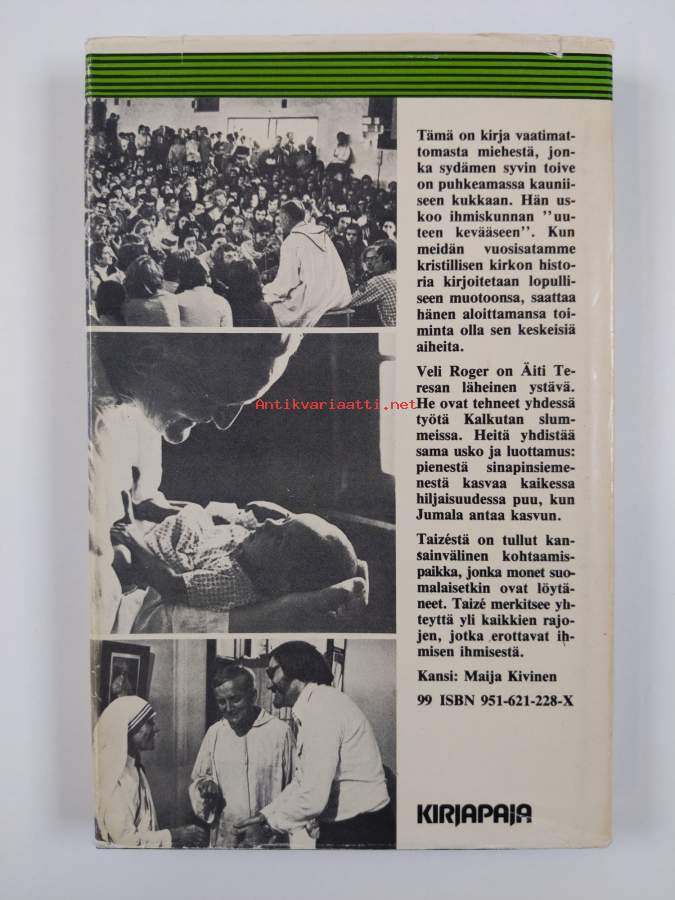 Tämä on kirja vaatimat-
tomasta miehestä, jon-
ka sydämen syvin toive
on puhkeamassa kaunii-
seen kukkaan. Hän us-
koo ihmiskunnan "uu-
teen kevääseen". Kun
meidän vuosisatamme
kristillisen kirkon histo-
ria kirjoitetaan lopulli-
seen muotoonsa, saattaa
hänen aloittamansa toi-
minta olla sen keskeisiä
aiheita.
Veli Roger on Äiti Te-
resan läheinen ystävä.
He ovat tehneet yhdessä
työtä Kalkutan slum-
meissa. Heitä yhdistää
sama usko ja luottamus:
pienestä sinapinsieme-
nestä kasvaa kaikessa
hiljaisuudessa puu, kun
Jumala antaa kasvun.
Taizéstä on tullut kan-
sainvälinen kohtaamis-
paikka, jonka monet suo-
malaisetkin ovat löytä-
neet. Taizé merkitsee yh-
teyttä yli kaikkien rajo-
jen, jotka erottavat ih-
misen ihmisestä.
Kansi: Maija Kivinen
99 ISBN 951-621-228-X
KIRJAPAJA
Antikvariaatti.net